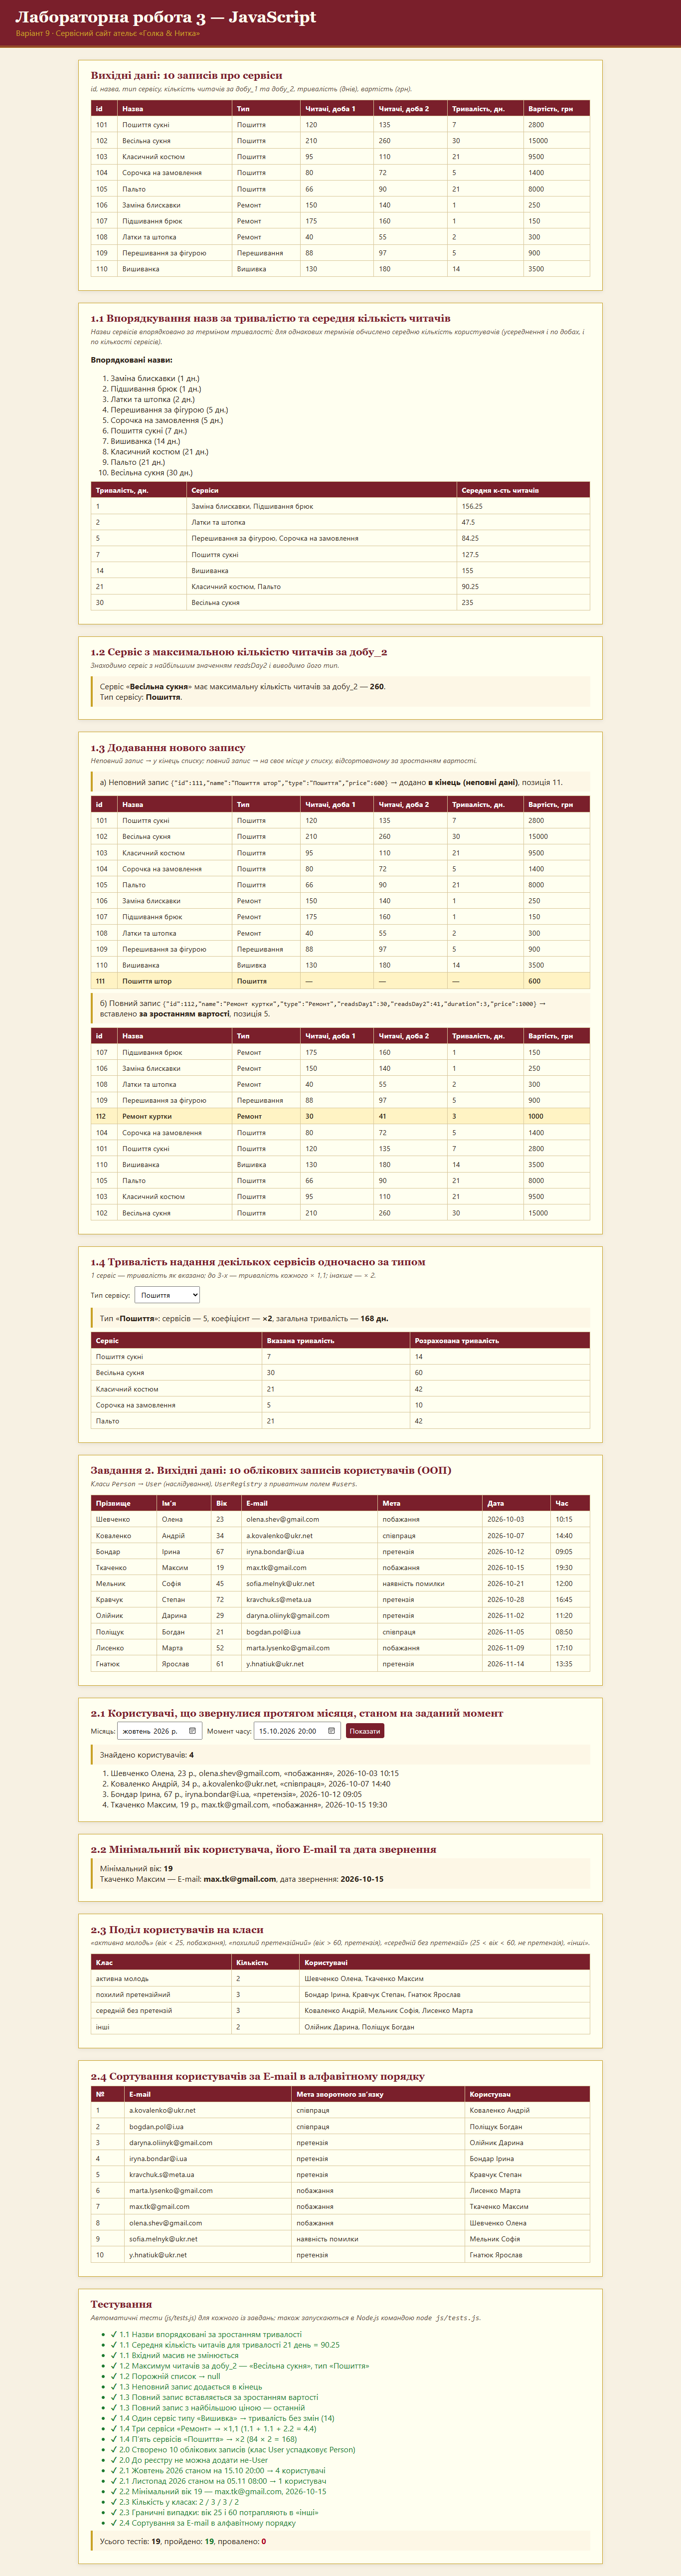 Лабораторна робота 3 — JavaScript
Варіант 9 · Сервісний сайт ательє «Голка & Нитка»
Вихідні дані: 10 записів про сервіси
id, назва, тип сервісу, кількість читачів за добу_1 та добу_2, тривалість (днів), вартість (грн).
id Назва Тип Читачі, доба 1 Читачі, доба 2 Тривалість, дн. Вартість, грн
101 Пошиття сукні Пошиття 120 135 7 2800
102 Весільна сукня Пошиття 210 260 30 15000
103 Класичний костюм Пошиття 95 110 21 9500
104 Сорочка на замовлення Пошиття 80 72 5 1400
105 Пальто Пошиття 66 90 21 8000
106 Заміна блискавки Ремонт 150 140 1 250
107 Підшивання брюк Ремонт 175 160 1 150
108 Латки та штопка Ремонт 40 55 2 300
109 Перешивання за фігурою Перешивання 88 97 5 900
110 Вишиванка Вишивка 130 180 14 3500
1.1 Впорядкування назв за тривалістю та середня кількість читачів
Назви сервісів впорядковано за терміном тривалості; для однакових термінів обчислено середню кількість користувачів (усереднення і по добах, і
по кількості сервісів).
Впорядковані назви:
1. Заміна блискавки (1 дн.)
2. Підшивання брюк (1 дн.)
3. Латки та штопка (2 дн.)
4. Перешивання за фігурою (5 дн.)
5. Сорочка на замовлення (5 дн.)
6. Пошиття сукні (7 дн.)
7. Вишиванка (14 дн.)
8. Класичний костюм (21 дн.)
9. Пальто (21 дн.)
10. Весільна сукня (30 дн.)
Тривалість, дн. Сервіси Середня к-сть читачів
1 Заміна блискавки, Підшивання брюк 156.25
2 Латки та штопка 47.5
5 Перешивання за фігурою, Сорочка на замовлення 84.25
7 Пошиття сукні 127.5
14 Вишиванка 155
21 Класичний костюм, Пальто 90.25
30 Весільна сукня 235
1.2 Сервіс з максимальною кількістю читачів за добу_2
Знаходимо сервіс з найбільшим значенням readsDay2 і виводимо його тип.
Сервіс «Весільна сукня» має максимальну кількість читачів за добу_2 — 260.
Тип сервісу: Пошиття.
1.3 Додавання нового запису
Неповний запис → у кінець списку; повний запис → на своє місце у списку, відсортованому за зростанням вартості.
а) Неповний запис {"id":111,"name":"Пошиття штор","type":"Пошиття","price":600} → додано в кінець (неповні дані), позиція 11.
id Назва Тип Читачі, доба 1 Читачі, доба 2 Тривалість, дн. Вартість, грн
101 Пошиття сукні Пошиття 120 135 7 2800
102 Весільна сукня Пошиття 210 260 30 15000
103 Класичний костюм Пошиття 95 110 21 9500
104 Сорочка на замовлення Пошиття 80 72 5 1400
105 Пальто Пошиття 66 90 21 8000
106 Заміна блискавки Ремонт 150 140 1 250
107 Підшивання брюк Ремонт 175 160 1 150
108 Латки та штопка Ремонт 40 55 2 300
109 Перешивання за фігурою Перешивання 88 97 5 900
110 Вишиванка Вишивка 130 180 14 3500
111 Пошиття штор Пошиття — — — 600
б) Повний запис {"id":112,"name":"Ремонт куртки","type":"Ремонт","readsDay1":30,"readsDay2":41,"duration":3,"price":1000} →
вставлено за зростанням вартості, позиція 5.
id Назва Тип Читачі, доба 1 Читачі, доба 2 Тривалість, дн. Вартість, грн
107 Підшивання брюк Ремонт 175 160 1 150
106 Заміна блискавки Ремонт 150 140 1 250
108 Латки та штопка Ремонт 40 55 2 300
109 Перешивання за фігурою Перешивання 88 97 5 900
112 Ремонт куртки Ремонт 30 41 3 1000
104 Сорочка на замовлення Пошиття 80 72 5 1400
101 Пошиття сукні Пошиття 120 135 7 2800
110 Вишиванка Вишивка 130 180 14 3500
105 Пальто Пошиття 66 90 21 8000
103 Класичний костюм Пошиття 95 110 21 9500
102 Весільна сукня Пошиття 210 260 30 15000
1.4 Тривалість надання декількох сервісів одночасно за типом
1 сервіс — тривалість як вказана; до 3-х — тривалість кожного × 1,1; інакше — × 2.
Тип сервісу: Пошиття
Тип «Пошиття»: сервісів — 5, коефіцієнт — ×2, загальна тривалість — 168 дн.
Сервіс Вказана тривалість Розрахована тривалість
Пошиття сукні 7 14
Весільна сукня 30 60
Класичний костюм 21 42
Сорочка на замовлення 5 10
Пальто 21 42
Завдання 2. Вихідні дані: 10 облікових записів користувачів (ООП)
Класи Person → User (наслідування), UserRegistry з приватним полем #users.
Прізвище Ім'я Вік E-mail Мета Дата Час
Шевченко Олена 23 olena.shev@gmail.com побажання 2026-10-03 10:15
Коваленко Андрій 34 a.kovalenko@ukr.net співпраця 2026-10-07 14:40
Бондар Ірина 67 iryna.bondar@i.ua претензія 2026-10-12 09:05
Ткаченко Максим 19 max.tk@gmail.com побажання 2026-10-15 19:30
Мельник Софія 45 sofia.melnyk@ukr.net наявність помилки 2026-10-21 12:00
Кравчук Степан 72 kravchuk.s@meta.ua претензія 2026-10-28 16:45
Олійник Дарина 29 daryna.oliinyk@gmail.com претензія 2026-11-02 11:20
Поліщук Богдан 21 bogdan.pol@i.ua співпраця 2026-11-05 08:50
Лисенко Марта 52 marta.lysenko@gmail.com побажання 2026-11-09 17:10
Гнатюк Ярослав 61 y.hnatiuk@ukr.net претензія 2026-11-14 13:35
2.1 Користувачі, що звернулися протягом місяця, станом на заданий момент
Місяць: жовтень 2026 р. Момент часу: 15.10.2026 20:00 Показати
Знайдено користувачів: 4
1. Шевченко Олена, 23 р., olena.shev@gmail.com, «побажання», 2026-10-03 10:15
2. Коваленко Андрій, 34 р., a.kovalenko@ukr.net, «співпраця», 2026-10-07 14:40
3. Бондар Ірина, 67 р., iryna.bondar@i.ua, «претензія», 2026-10-12 09:05
4. Ткаченко Максим, 19 р., max.tk@gmail.com, «побажання», 2026-10-15 19:30
2.2 Мінімальний вік користувача, його E-mail та дата звернення
Мінімальний вік: 19
Ткаченко Максим — E-mail: max.tk@gmail.com, дата звернення: 2026-10-15
2.3 Поділ користувачів на класи
«активна молодь» (вік < 25, побажання), «похилий претензійний» (вік > 60, претензія), «середній без претензій» (25 < вік < 60, не претензія), «інші».
Клас Кількість Користувачі
активна молодь 2 Шевченко Олена, Ткаченко Максим
похилий претензійний 3 Бондар Ірина, Кравчук Степан, Гнатюк Ярослав
середній без претензій 3 Коваленко Андрій, Мельник Софія, Лисенко Марта
інші 2 Олійник Дарина, Поліщук Богдан
2.4 Сортування користувачів за E-mail в алфавітному порядку
№ E-mail Мета зворотного зв'язку Користувач
1 a.kovalenko@ukr.net співпраця Коваленко Андрій
2 bogdan.pol@i.ua співпраця Поліщук Богдан
3 daryna.oliinyk@gmail.com претензія Олійник Дарина
4 iryna.bondar@i.ua претензія Бондар Ірина
5 kravchuk.s@meta.ua претензія Кравчук Степан
6 marta.lysenko@gmail.com побажання Лисенко Марта
7 max.tk@gmail.com побажання Ткаченко Максим
8 olena.shev@gmail.com побажання Шевченко Олена
9 sofia.melnyk@ukr.net наявність помилки Мельник Софія
10 y.hnatiuk@ukr.net претензія Гнатюк Ярослав
Тестування
Автоматичні тести (js/tests.js) для кожного із завдань; також запускаються в Node.js командою node js/tests.js.
• ✓ 1.1 Назви впорядковані за зростанням тривалості
• ✓ 1.1 Середня кількість читачів для тривалості 21 день = 90.25
• ✓ 1.1 Вхідний масив не змінюється
• ✓ 1.2 Максимум читачів за добу_2 — «Весільна сукня», тип «Пошиття»
• ✓ 1.2 Порожній список → null
• ✓ 1.3 Неповний запис додається в кінець
• ✓ 1.3 Повний запис вставляється за зростанням вартості
• ✓ 1.3 Повний запис з найбільшою ціною — останній
• ✓ 1.4 Один сервіс типу «Вишивка» → тривалість без змін (14)
• ✓ 1.4 Три сервіси «Ремонт» → ×1,1 (1.1 + 1.1 + 2.2 = 4.4)
• ✓ 1.4 П'ять сервісів «Пошиття» → ×2 (84 × 2 = 168)
• ✓ 2.0 Створено 10 облікових записів (клас User успадковує Person)
• ✓ 2.0 До реєстру не можна додати не-User
• ✓ 2.1 Жовтень 2026 станом на 15.10 20:00 → 4 користувачі
• ✓ 2.1 Листопад 2026 станом на 05.11 08:00 → 1 користувач
• ✓ 2.2 Мінімальний вік 19 — max.tk@gmail.com, 2026-10-15
• ✓ 2.3 Кількість у класах: 2 / 3 / 3 / 2
• ✓ 2.3 Граничні випадки: вік 25 і 60 потрапляють в «інші»
• ✓ 2.4 Сортування за E-mail в алфавітному порядку
Усього тестів: 19, пройдено: 19, провалено: 0